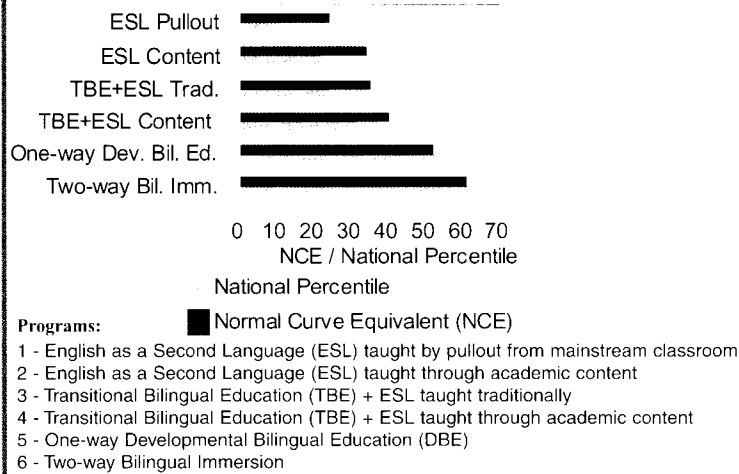 ESL Pullout
ESL Content
TBE+ESL Trad.
TBE+ESL Content
One-way Dev. Bil. Ed.
Two-way Bil. Imm.
0 10 20 30 40 50 60 70
NCE / National Percentile
National Percentile
Normal Curve Equivalent (NCE)
Programs:
1 - English as a Second Language (ESL) taught by pullout from mainstream classroom
2 - English as a Second Language (ESL) taught through academic content
3 - Transitional Bilingual Education (TBE) + ESL taught traditionally
4 - Transitional Bilingual Education (TBE) + ESL taught through academic content
5 - One-way Developmental Bilingual Education (DBE)
6 - Two-way Bilingual Immersion